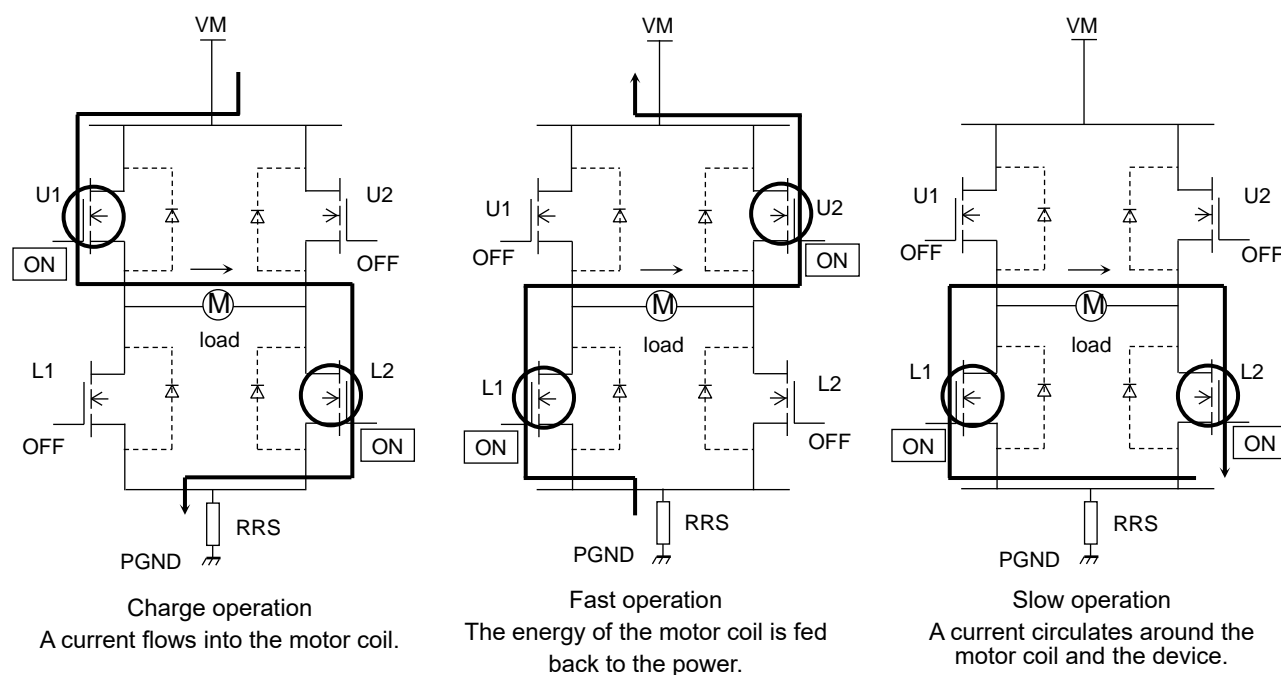 VM
U1
U2
ON
OFF
M
load
L1
L2
OFF
ON
RRS
PGND
Charge operation
A current flows into the motor coil.
VM
U1
U2
OFF
ON
M
load
L1
L2
ON
OFF
RRS
PGND
Fast operation
The energy of the motor coil is fed
back to the power.
VM
U1
U2
OFF
OFF
M
load
L1
L2
ON
ON
RRS
PGND
Slow operation
A current circulates around the
motor coil and the device.